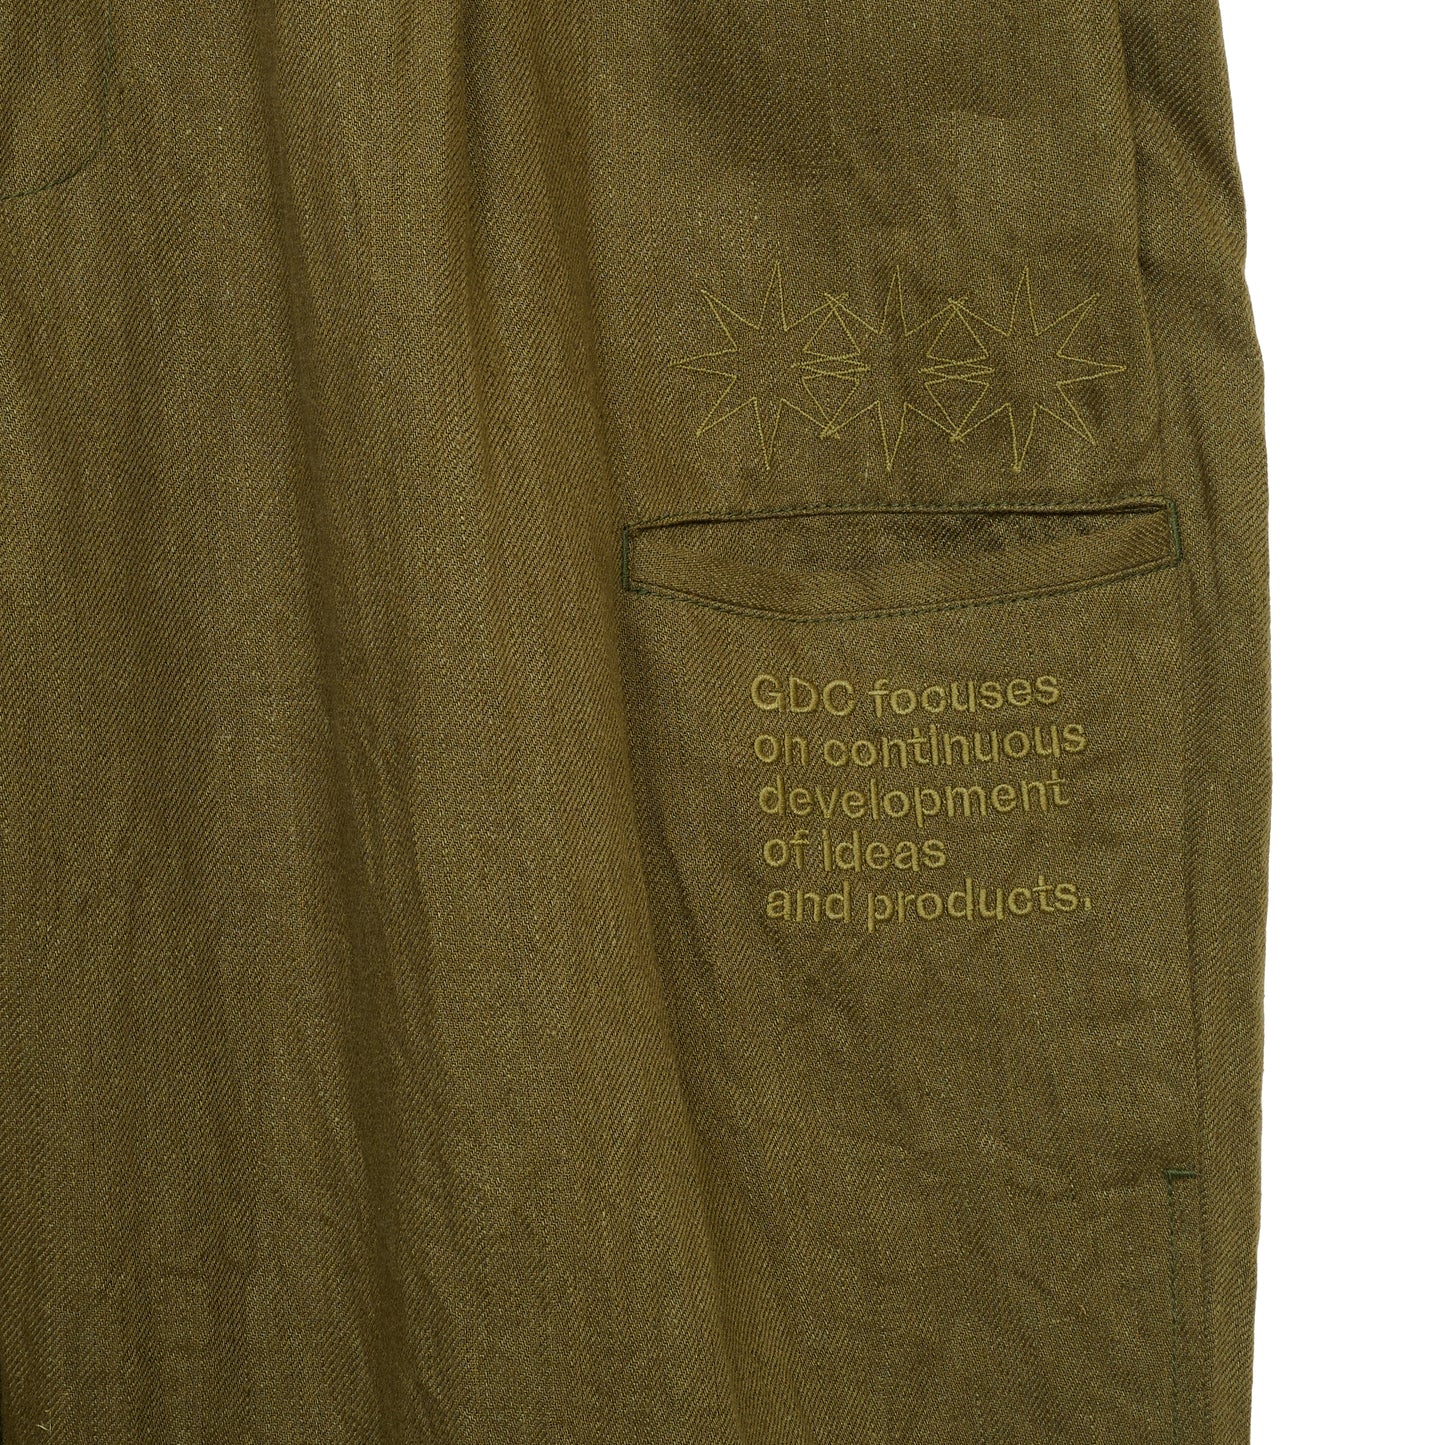 GDC focuses
on continuous
development
of ideas
and products.